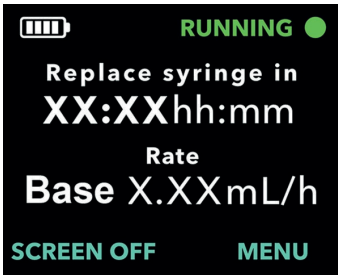 RUNNING
Replace syringe in
XX:XXhh:mm
Rate
Base X.XXmL/h
SCREEN OFF MENU